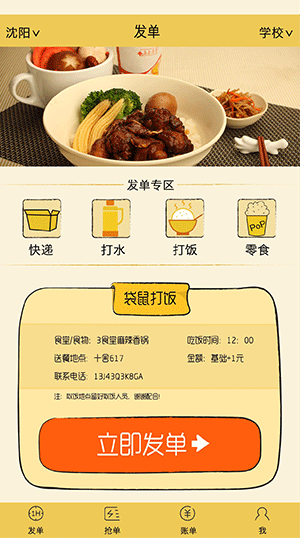 沈阳∨ 发单 学校∨
发单专区
快递 打水 打饭 零食
PoP
袋鼠打饭
食堂/食物: 3食堂麻辣香锅 吃饭时间: 12: 00
送餐地点: 十舍617 金额: 基础+1元
联系电话: 13J43Q3K8GA
注: 取饭地点留好取饭人员, 谢谢配合!
立即发单
1H
¥
发单 抢单 账单 我